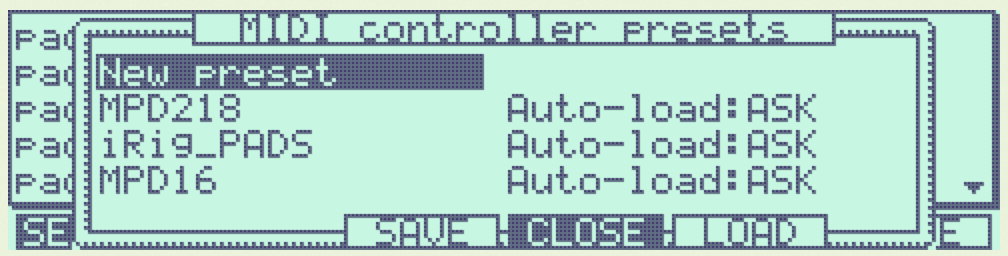 MIDI controller presets
New preset
MPD218 Auto-load:ASK
iRig_PADS Auto-load:ASK
MPD16 Auto-load:ASK
SAVE CLOSE LOAD